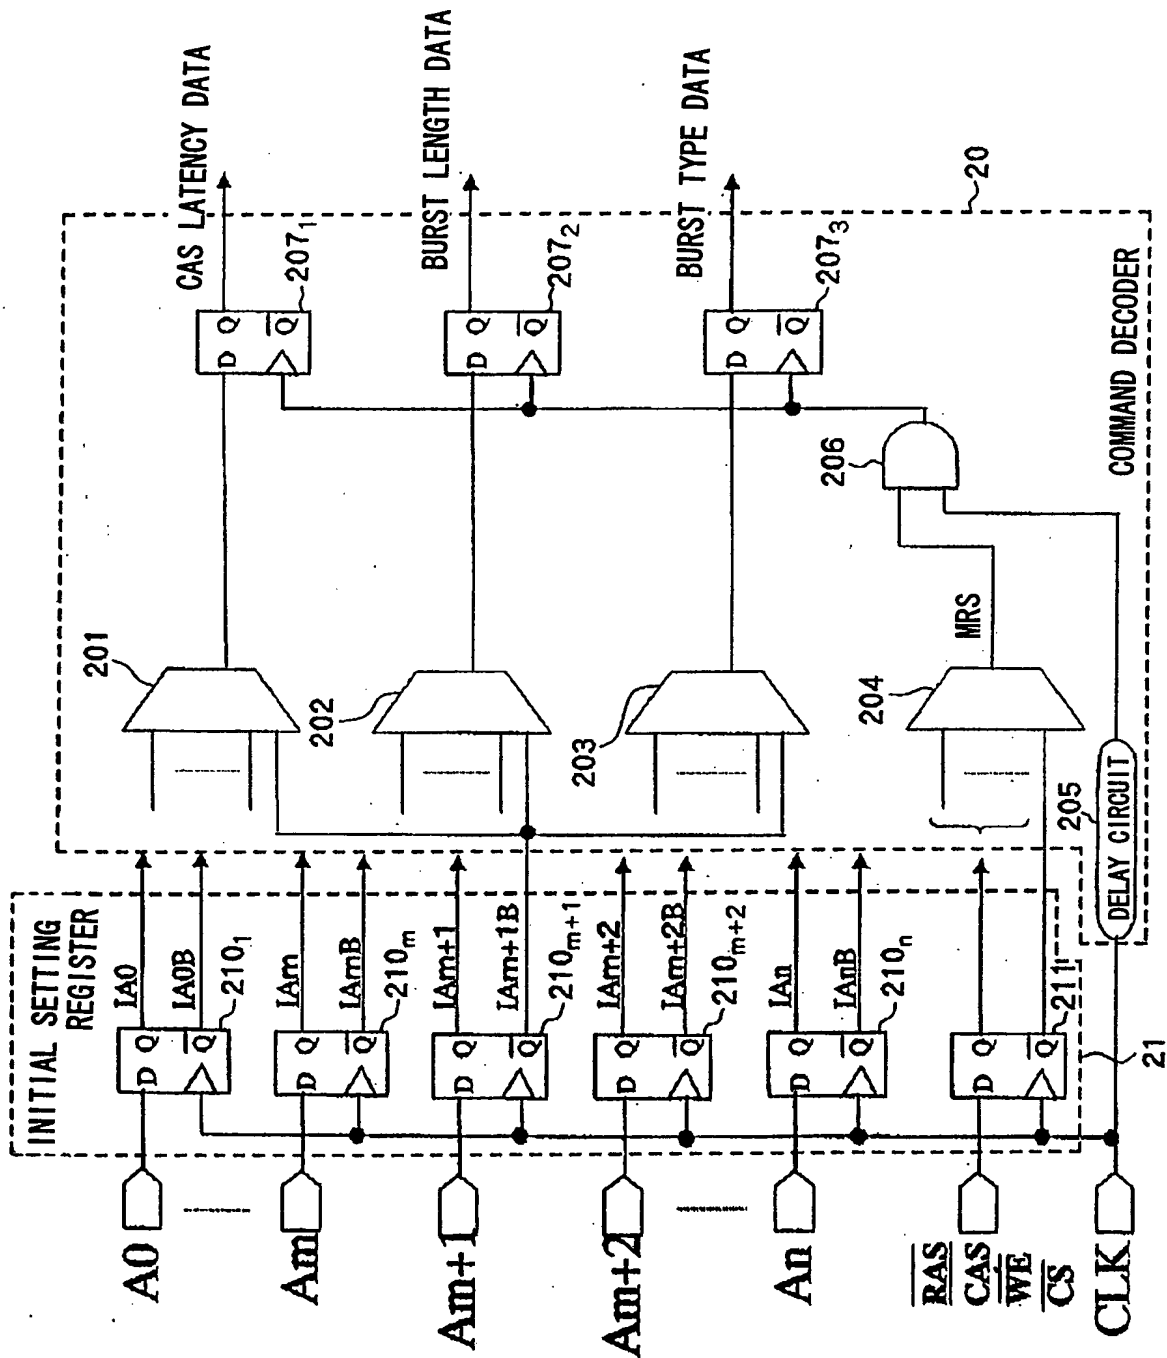 INITIAL SETTING
REGISTER
A0
D Q
Q
IA0
IA0B
210₁
Am
D Q
Q
IAm
IAmB
210m
Am+1
D Q
Q
IAm+1
IAm+1B
210m+1
Am+2
D Q
Q
IAm+2
IAm+2B
210m+2
An
D Q
Q
IAn
IAnB
210n
RAS
CAS
WE
CS
D Q
Q
211
21
CLK
DELAY CIRCUIT
205
201
202
203
204
MRS
206
D Q
Q
207₁
CAS LATENCY DATA
D Q
Q
207₂
BURST LENGTH DATA
D Q
Q
207₃
BURST TYPE DATA
COMMAND DECODER
20